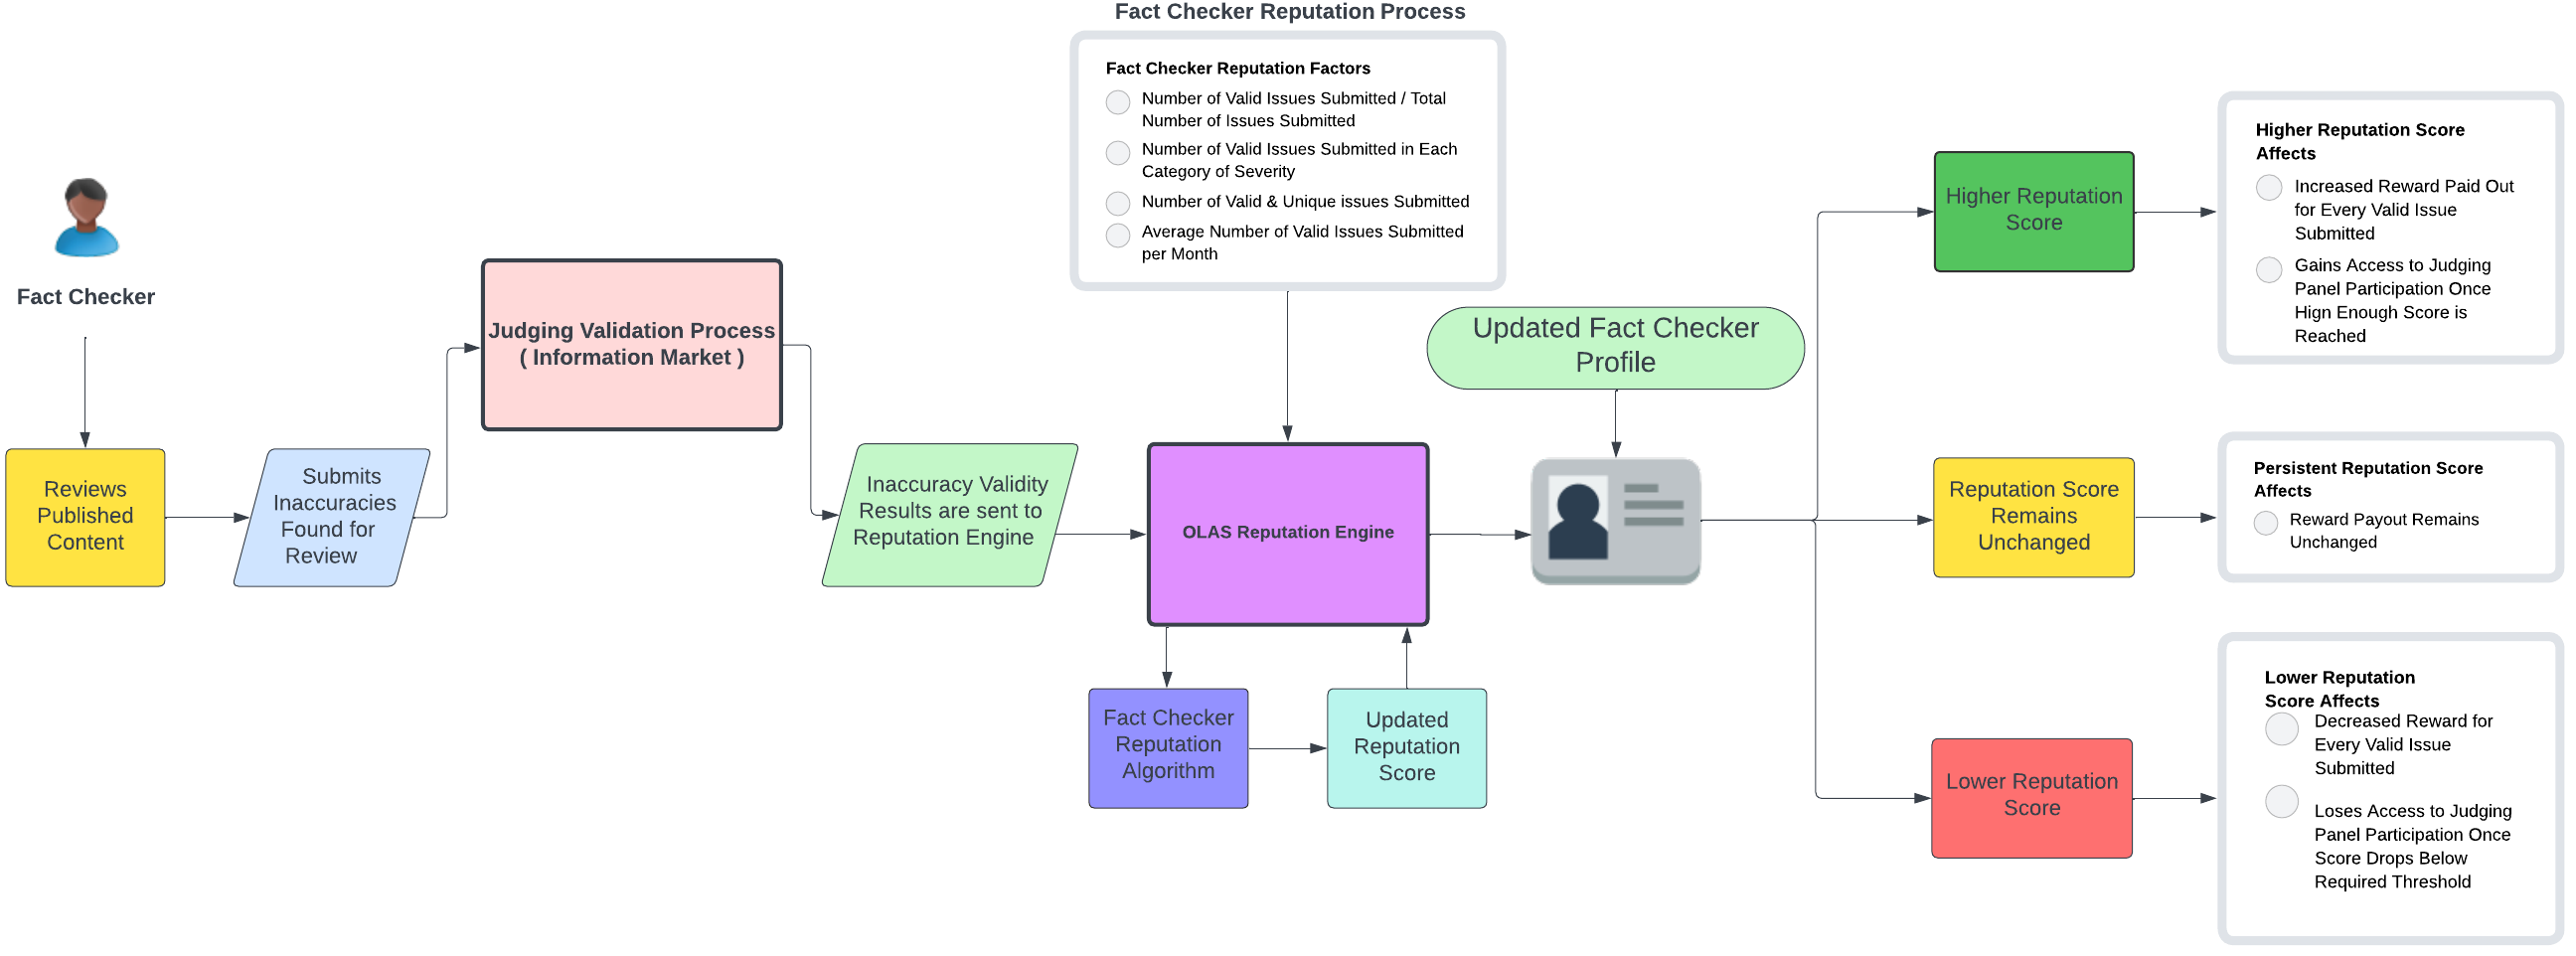 Fact Checker Reputation Process
Fact Checker Reputation Factors
Number of Valid Issues Submitted / Total
Number of Issues Submitted
Number of Valid Issues Submitted in Each
Category of Severity
Number of Valid & Unique issues Submitted
Average Number of Valid Issues Submitted
per Month
Fact Checker
Reviews
Published
Content
Submits
Inaccuracies
Found for
Review
Judging Validation Process
( Information Market )
Inaccuracy Validity
Results are sent to
Reputation Engine
OLAS Reputation Engine
Fact Checker
Reputation
Algorithm
Updated
Reputation
Score
Updated Fact Checker
Profile
Higher Reputation
Score
Higher Reputation Score
Affects
Increased Reward Paid Out
for Every Valid Issue
Submitted
Gains Access to Judging
Panel Participation Once
Hign Enough Score is
Reached
Reputation Score
Remains
Unchanged
Persistent Reputation Score
Affects
Reward Payout Remains
Unchanged
Lower Reputation
Score
Lower Reputation
Score Affects
Decreased Reward for
Every Valid Issue
Submitted
Loses Access to Judging
Panel Participation Once
Score Drops Below
Required Threshold